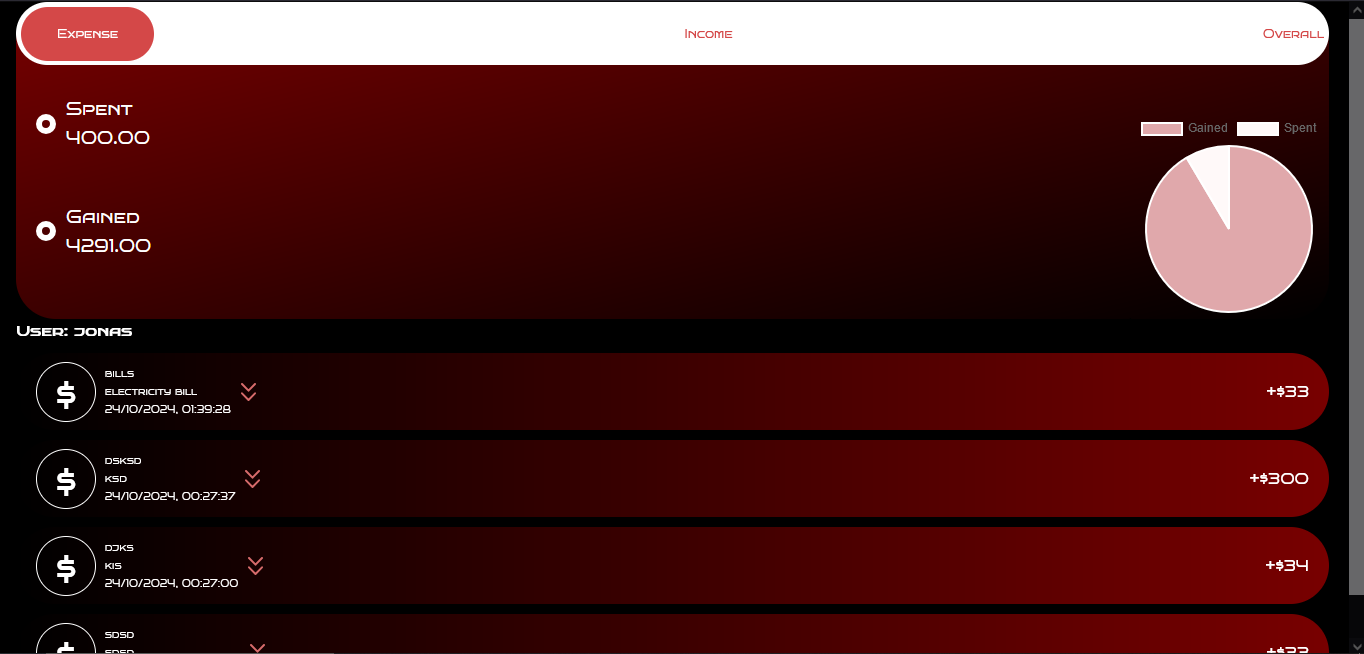 Expense
Income
Overall
Spent
400.00
Gained
4291.00
Gained
Spent
User: jonas
bills
electricity bill
24/10/2024, 01:39:28
+$33
dsksd
ksd
24/10/2024, 00:27:37
+$300
djks
kis
24/10/2024, 00:27:00
+$34
sdsd
+$33